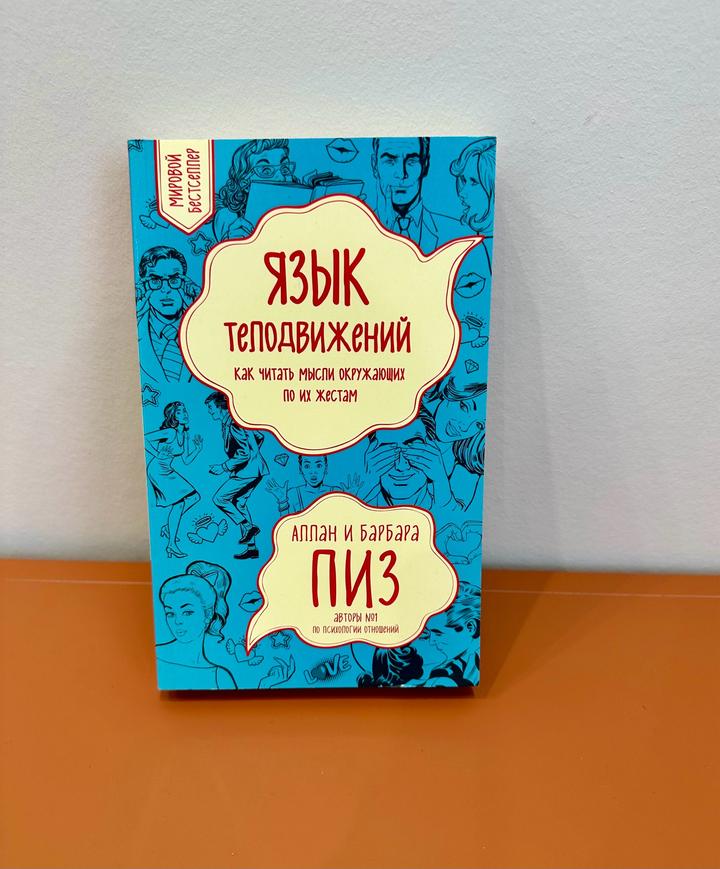 МИРОВОЙ
БЕСТСЕЛЛЕР
ЯЗЫК
ТЕЛОДВИЖЕНИЙ
КАК ЧИТАТЬ МЫСЛИ ОКРУЖАЮЩИХ
ПО ИХ ЖЕСТАМ
АЛЛАН И БАРБАРА
ПИЗ
АВТОРЫ №1
ПО ПСИХОЛОГИИ ОТНОШЕНИЙ
LOVE